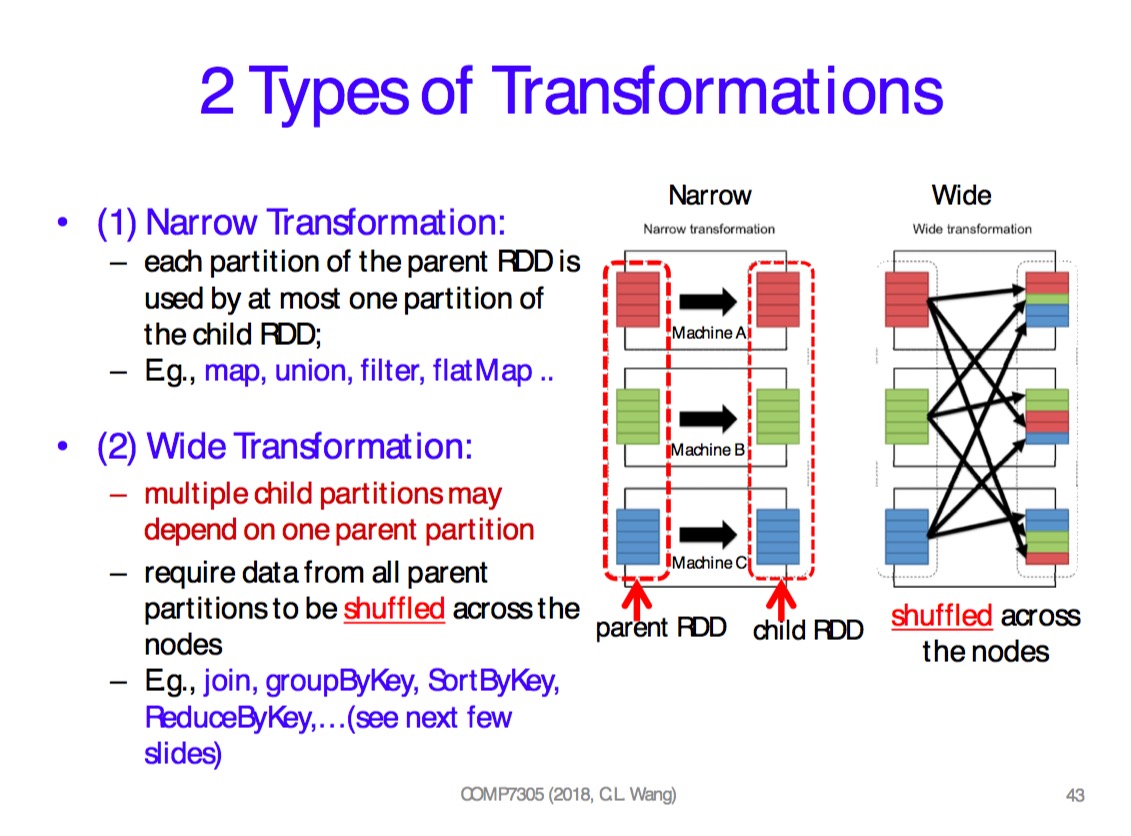 2 Types of Transformations
• (1) Narrow Transformation:
– each partition of the parent RDD is
used by at most one partition of
the child RDD;
– Eg., map, union, filter, flatMap ..
• (2) Wide Transformation:
– multiple child partitions may
depend on one parent partition
– require data from all parent
partitions to be shuffled across the
nodes
– Eg., join, groupByKey, SortByKey,
ReduceByKey,…(see next few
slides)
Narrow
Narrow transformation
Machine A
Machine B
Machine C
parent RDD
child RDD
Wide
Wide transformation
shuffled across
the nodes
COMP7305 (2018, C.L. Wang)
43